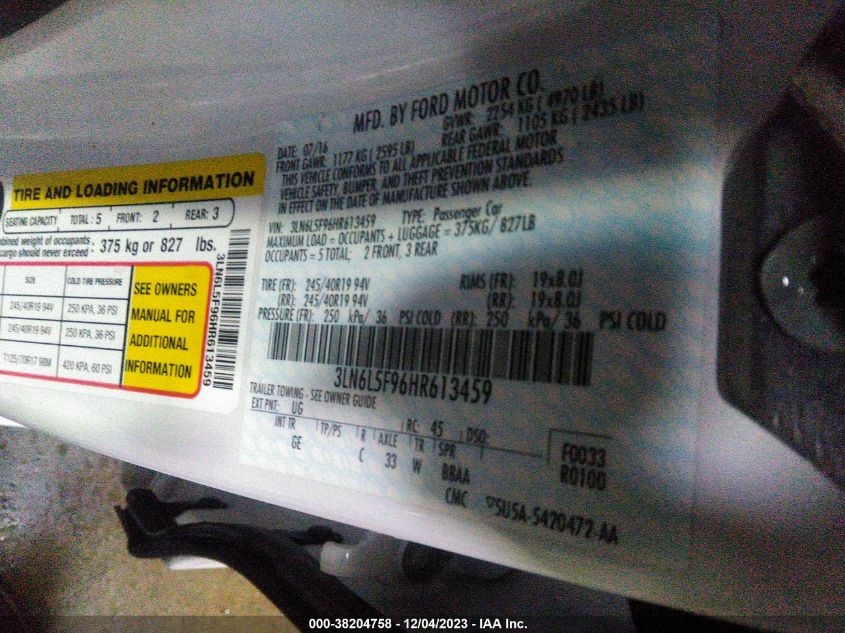 TIRE AND LOADING INFORMATION
SEATING CAPACITY TOTAL : 5 FRONT: 2 REAR: 3
combined weight of occupants
cargo should never exceed : 375 kg or 827 lbs.
SIZE COLD TIRE PRESSURE
245/40R19 94V 250 KPA, 36 PSI
245/40R19 94V 250 KPA, 36 PSI
T125/70R17 98M 420 KPA, 60 PSI
SEE OWNERS
MANUAL FOR
ADDITIONAL
INFORMATION
3LN6L5F96HR613459
MFD. BY FORD MOTOR CO.
DATE: 07/16 GVWR: 2254 KG ( 4970 LB)
FRONT GAWR: 1177 KG ( 2595 LB) REAR GAWR: 1105 KG ( 2435 LB)
THIS VEHICLE CONFORMS TO ALL APPLICABLE FEDERAL MOTOR
VEHICLE SAFETY, BUMPER, AND THEFT PREVENTION STANDARDS
IN EFFECT ON THE DATE OF MANUFACTURE SHOWN ABOVE.
VIN: 3LN6L5F96HR613459 TYPE: Passenger Car
MAXIMUM LOAD = OCCUPANTS + LUGGAGE = 375KG/ 827LB
OCCUPANTS = 5 TOTAL; 2 FRONT, 3 REAR
TIRE (FR): 245/40R19 94V RIMS (FR): 19x8.0J
(RR): 245/40R19 94V (RR): 19x8.0J
PRESSURE (FR): 250 kPa/ 36 PSI COLD (RR): 250 kPa/ 36 PSI COLD
3LN6L5F96HR613459
TRAILER TOWING - SEE OWNER GUIDE
EXT PNT: UG RC: 45 DSO:
INT TR TP/PS R AXLE TR SPR F0033
GE C 33 W BBAA R0100
CMC SU5A-5420472-AA
000-38204758 - 12/04/2023 - IAA Inc.